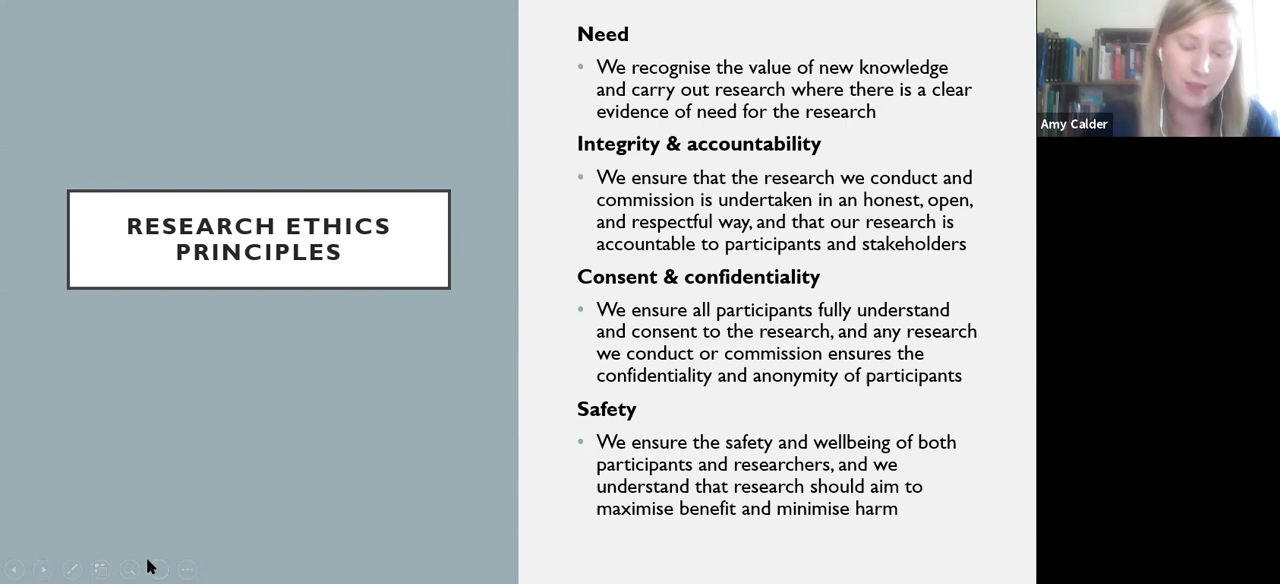 RESEARCH ETHICS
PRINCIPLES
Need
• We recognise the value of new knowledge
and carry out research where there is a clear
evidence of need for the research
Integrity & accountability
• We ensure that the research we conduct and
commission is undertaken in an honest, open,
and respectful way, and that our research is
accountable to participants and stakeholders
Consent & confidentiality
• We ensure all participants fully understand
and consent to the research, and any research
we conduct or commission ensures the
confidentiality and anonymity of participants
Safety
• We ensure the safety and wellbeing of both
participants and researchers, and we
understand that research should aim to
maximise benefit and minimise harm
Amy Calder